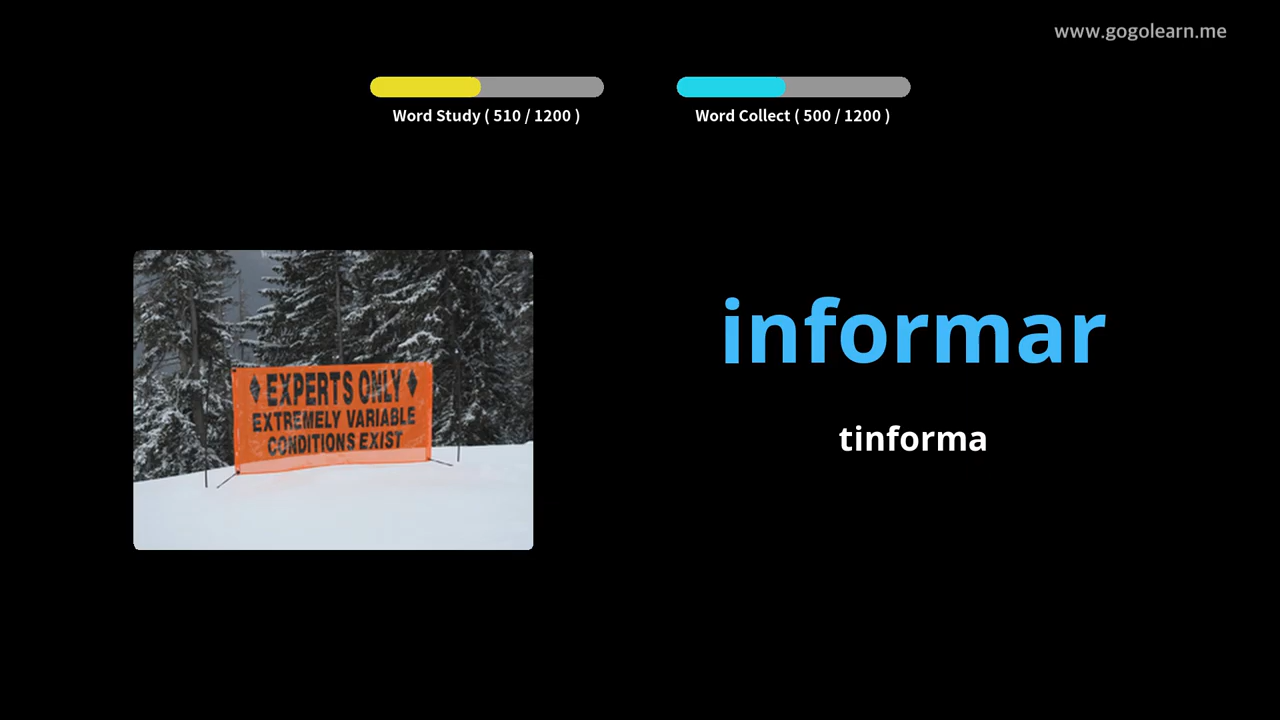 www.gogolearn.me
Word Study ( 510 / 1200 )
Word Collect ( 500 / 1200 )
EXPERTS ONLY
EXTREMELY VARIABLE
CONDITIONS EXIST
informar
tinforma